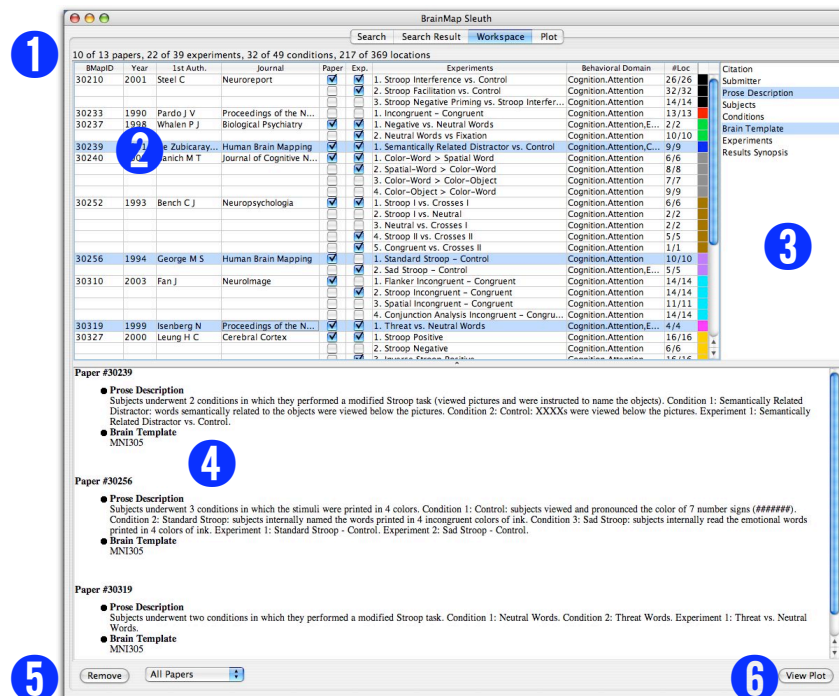 BrainMap Sleuth
Search Search Result Workspace Plot
1
10 of 13 papers, 22 of 39 experiments, 32 of 49 conditions, 217 of 369 locations
BMapID Year 1st Auth. Journal Paper Exp. Experiments Behavioral Domain #Loc
30210 2001 Steel C Neuroreport 1. Stroop Interference vs. Control Cognition.Attention 26/26
2. Stroop Facilitation vs. Control Cognition.Attention 32/32
3. Stroop Negative Priming vs. Stroop Interfer... Cognition.Attention 14/14
30233 1990 Pardo J V Proceedings of the N... 1. Incongruent - Congruent Cognition.Attention 13/13
30237 1998 Whalen P J Biological Psychiatry 1. Negative vs. Neutral Words Cognition.Attention,E... 2/2
2. Neutral Words vs Fixation Cognition.Attention,E... 10/10
2
30239 Zubicaray... Human Brain Mapping 1. Semantically Related Distractor vs. Control Cognition.Attention,C... 9/9
30240 anich M T Journal of Cognitive N... 1. Color-Word > Spatial Word Cognition.Attention 6/6
2. Spatial-Word > Color-Word Cognition.Attention 8/8
3. Color-Word > Color-Object Cognition.Attention 7/7
4. Color-Object > Color-Word Cognition.Attention 9/9
30252 1993 Bench C J Neuropsychologia 1. Stroop I vs. Crosses I Cognition.Attention 6/6
2. Stroop I vs. Neutral Cognition.Attention 2/2
3. Neutral vs. Crosses I Cognition.Attention 2/2
4. Stroop II vs. Crosses II Cognition.Attention 5/5
5. Congruent vs. Crosses II Cognition.Attention 1/1
30256 1994 George M S Human Brain Mapping 1. Standard Stroop - Control Cognition.Attention 10/10
2. Sad Stroop - Control Cognition.Attention,E... 5/5
30310 2003 Fan J NeuroImage 1. Flanker Incongruent - Congruent Cognition.Attention 14/14
2. Stroop Incongruent - Congruent Cognition.Attention 14/14
3. Spatial Incongruent - Congruent Cognition.Attention 11/11
4. Conjunction Analysis Incongruent - Congru... Cognition.Attention 14/14
30319 1999 Isenberg N Proceedings of the N... 1. Threat vs. Neutral Words Cognition.Attention,E... 4/4
30327 2000 Leung H C Cerebral Cortex 1. Stroop Positive Cognition.Attention 16/16
2. Stroop Negative Cognition.Attention 6/6
3. Inverse Stroop Positive Cognition.Attention 16/16
Citation
Submitter
Prose Description
Subjects
Conditions
Brain Template
Experiments
Results Synopsis
3
Paper #30239
Prose Description
Subjects underwent 2 conditions in which they performed a modified Stroop task (viewed pictures and were instructed to name the objects). Condition 1: Semantically Related
Distractor: words semantically related to the objects were viewed below the pictures. Condition 2: Control: XXXXs were viewed below the pictures. Experiment 1: Semantically
Related Distractor vs. Control.
Brain Template
MNI305
4
Paper #30256
Prose Description
Subjects underwent 3 conditions in which the stimuli were printed in 4 colors. Condition 1: Control: subjects viewed and pronounced the color of 7 number signs (#######).
Condition 2: Standard Stroop: subjects internally named the words printed in 4 incongruent colors of ink. Condition 3: Sad Stroop: subjects internally read the emotional words
printed in 4 colors of ink. Experiment 1: Standard Stroop - Control. Experiment 2: Sad Stroop - Control.
Brain Template
MNI305
Paper #30319
Prose Description
Subjects underwent two conditions in which they performed a modified Stroop task. Condition 1: Neutral Words. Condition 2: Threat Words. Experiment 1: Threat vs. Neutral
Words.
Brain Template
MNI305
5 Remove All Papers 6 View Plot